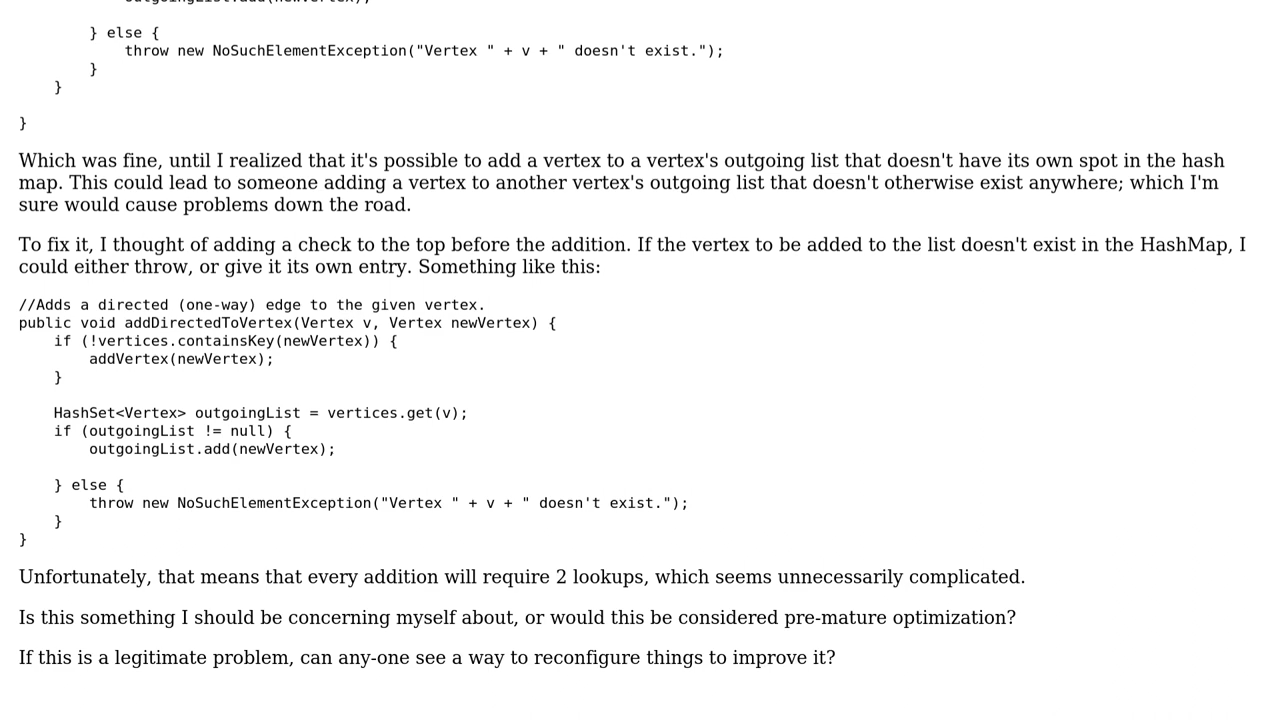 outgoingList.add(newVertex);
} else {
throw new NoSuchElementException("Vertex " + v + " doesn't exist.");
}
}
}
Which was fine, until I realized that it's possible to add a vertex to a vertex's outgoing list that doesn't have its own spot in the hash
map. This could lead to someone adding a vertex to another vertex's outgoing list that doesn't otherwise exist anywhere; which I'm
sure would cause problems down the road.
To fix it, I thought of adding a check to the top before the addition. If the vertex to be added to the list doesn't exist in the HashMap, I
could either throw, or give it its own entry. Something like this:
//Adds a directed (one-way) edge to the given vertex.
public void addDirectedToVertex(Vertex v, Vertex newVertex) {
if (!vertices.containsKey(newVertex)) {
addVertex(newVertex);
}
HashSet<Vertex> outgoingList = vertices.get(v);
if (outgoingList != null) {
outgoingList.add(newVertex);
} else {
throw new NoSuchElementException("Vertex " + v + " doesn't exist.");
}
}
Unfortunately, that means that every addition will require 2 lookups, which seems unnecessarily complicated.
Is this something I should be concerning myself about, or would this be considered pre-mature optimization?
If this is a legitimate problem, can any-one see a way to reconfigure things to improve it?